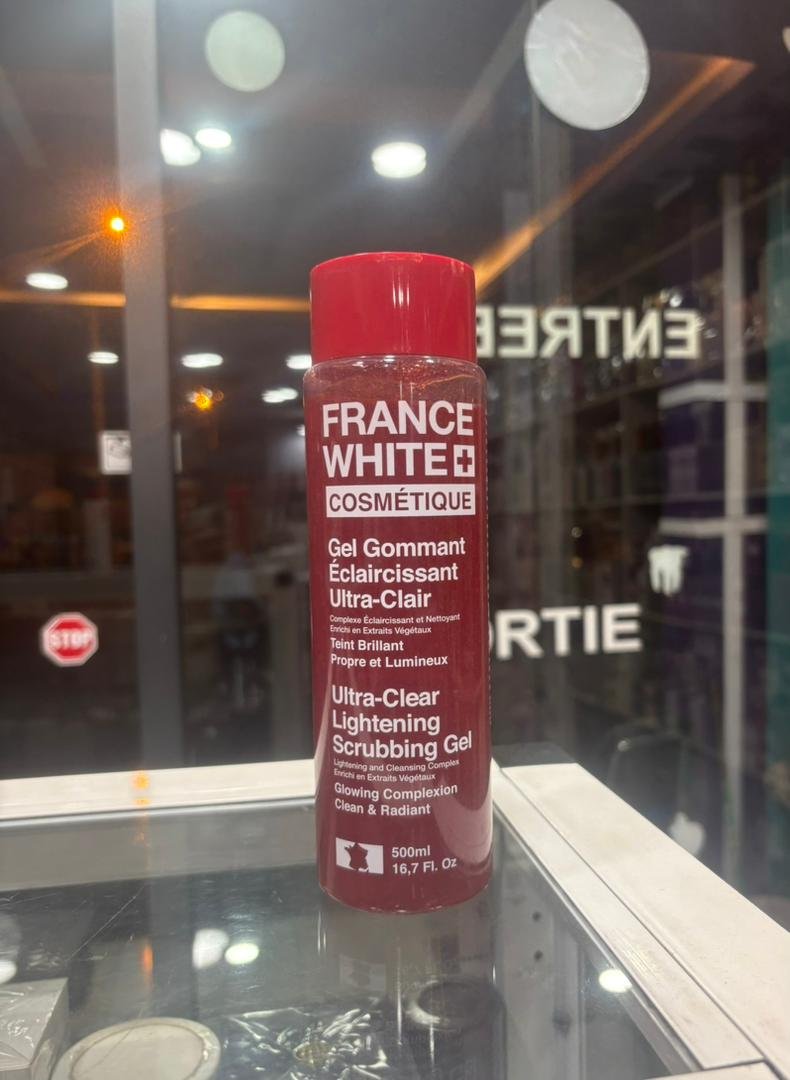 ENTREE
FRANCE
WHITE
COSMÉTIQUE
Gel Gommant
Éclaircissant
Ultra-Clair
Complexe Éclaircissant et Nettoyant
Enrichi en Extraits Végétaux
Teint Brillant
Propre et Lumineux
STOP
ORTIE
Ultra-Clear
Lightening
Scrubbing Gel
Lightening and Cleansing Complex
Enrichi en Extraits Végétaux
Glowing Complexion
Clean & Radiant
500ml
16,7 Fl. Oz